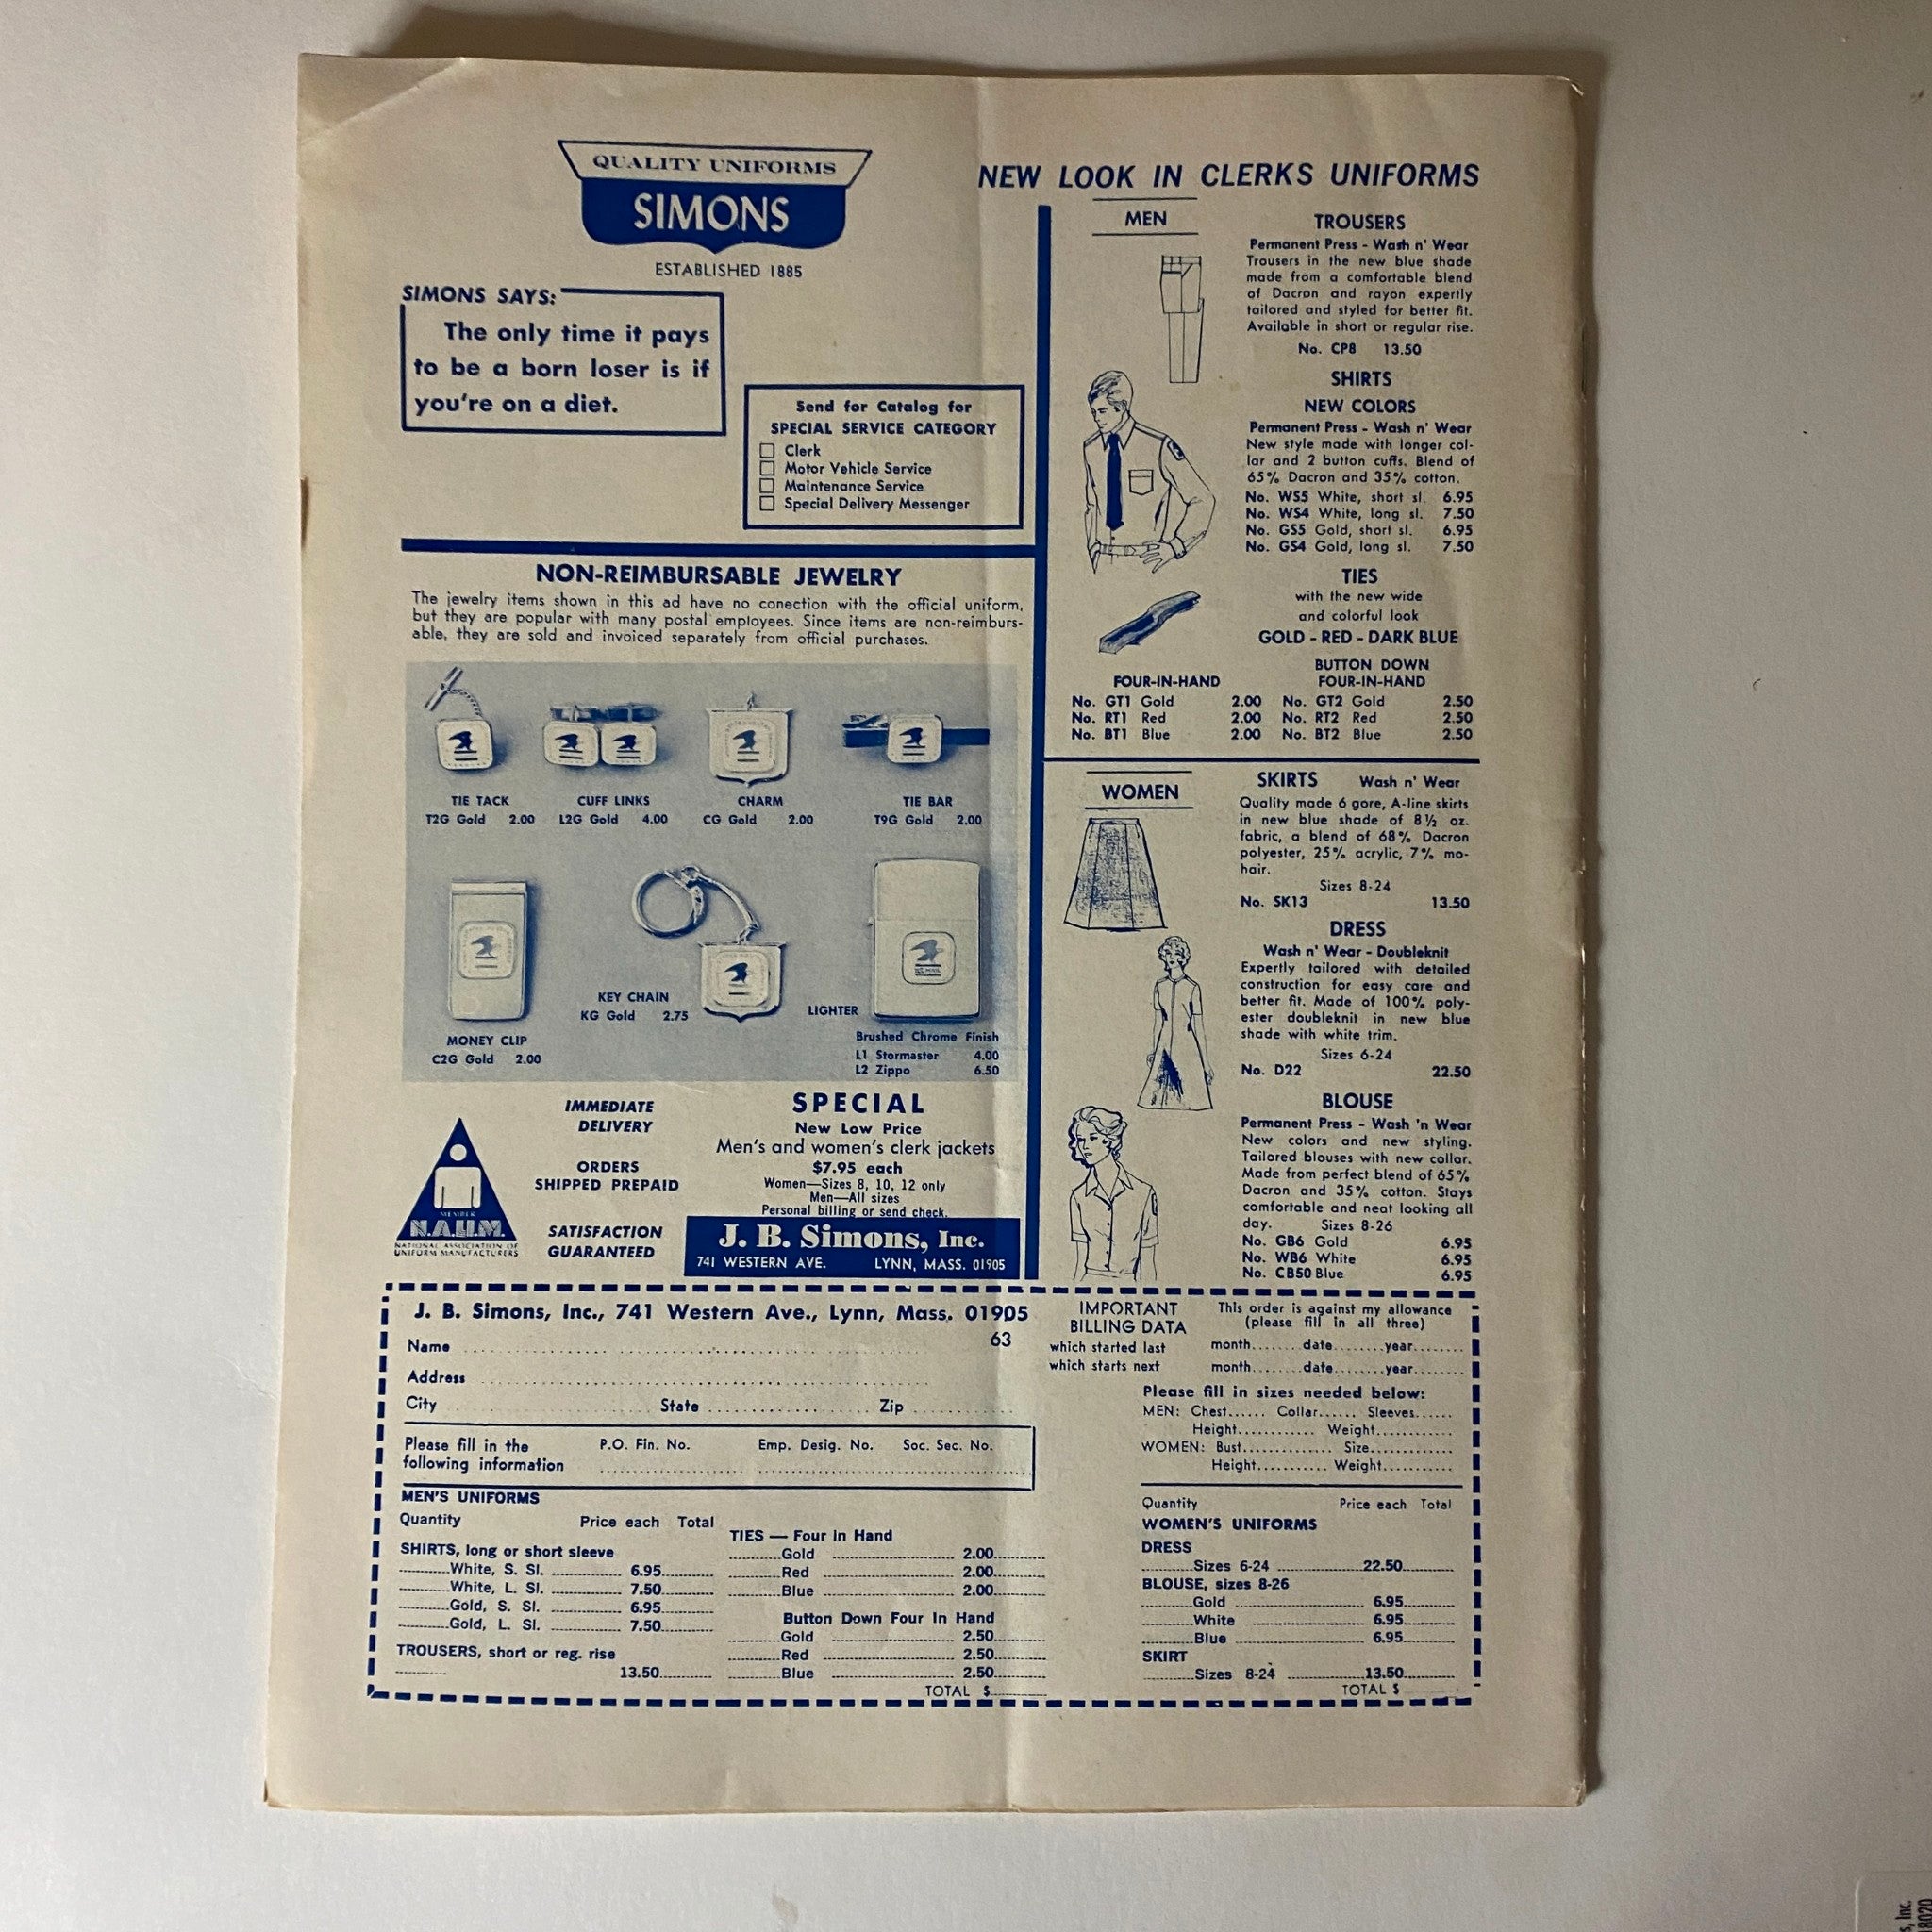 QUALITY UNIFORMS
SIMONS
ESTABLISHED 1885
SIMONS SAYS:
The only time it pays
to be a born loser is if
you're on a diet.
Send for Catalog for
SPECIAL SERVICE CATEGORY
Clerk
Motor Vehicle Service
Maintenance Service
Special Delivery Messenger
NON-REIMBURSABLE JEWELRY
The jewelry items shown in this ad have no conection with the official uniform,
but they are popular with many postal employees. Since items are non-reimburs-
able, they are sold and invoiced separately from official purchases.
TIE TACK
T2G Gold 2.00
CUFF LINKS
L2G Gold 4.00
CHARM
CG Gold 2.00
TIE BAR
T9G Gold 2.00
MONEY CLIP
C2G Gold 2.00
KEY CHAIN
KG Gold 2.75
LIGHTER
Brushed Chrome Finish
L1 Stormaster 4.00
L2 Zippo 6.50
MEMBER
N.A.U.M.
NATIONAL ASSOCIATION OF
UNIFORM MANUFACTURERS
IMMEDIATE
DELIVERY
ORDERS
SHIPPED PREPAID
SATISFACTION
GUARANTEED
SPECIAL
New Low Price
Men's and women's clerk jackets
$7.95 each
Women—Sizes 8, 10, 12 only
Men—All sizes
Personal billing or send check.
J. B. Simons, Inc.
741 WESTERN AVE. LYNN, MASS. 01905
NEW LOOK IN CLERKS UNIFORMS
MEN
TROUSERS
Permanent Press - Wash n' Wear
Trousers in the new blue shade
made from a comfortable blend
of Dacron and rayon expertly
tailored and styled for better fit.
Available in short or regular rise.
No. CP8 13.50
SHIRTS
NEW COLORS
Permanent Press - Wash n' Wear
New style made with longer col-
lar and 2 button cuffs. Blend of
65% Dacron and 35% cotton.
No. WS5 White, short sl. 6.95
No. WS4 White, long sl. 7.50
No. GS5 Gold, short sl. 6.95
No. GS4 Gold, long sl. 7.50
TIES
with the new wide
and colorful look
GOLD - RED - DARK BLUE
FOUR-IN-HAND
No. GT1 Gold 2.00
No. RT1 Red 2.00
No. BT1 Blue 2.00
BUTTON DOWN
FOUR-IN-HAND
No. GT2 Gold 2.50
No. RT2 Red 2.50
No. BT2 Blue 2.50
WOMEN
SKIRTS Wash n' Wear
Quality made 6 gore, A-line skirts
in new blue shade of 8½ oz.
fabric, a blend of 68% Dacron
polyester, 25% acrylic, 7% mo-
hair.
Sizes 8-24
No. SK13 13.50
DRESS
Wash n' Wear - Doubleknit
Expertly tailored with detailed
construction for easy care and
better fit. Made of 100% poly-
ester doubleknit in new blue
shade with white trim.
Sizes 6-24
No. D22 22.50
BLOUSE
Permanent Press - Wash 'n Wear
New colors and new styling.
Tailored blouses with new collar.
Made from perfect blend of 65%
Dacron and 35% cotton. Stays
comfortable and neat looking all
day. Sizes 8-26
No. GB6 Gold 6.95
No. WB6 White 6.95
No. CB50 Blue 6.95
J. B. Simons, Inc., 741 Western Ave., Lynn, Mass. 01905
63
Name
Address
City State Zip
Please fill in the
following information
P.O. Fin. No. Emp. Desig. No. Soc. Sec. No.
IMPORTANT
BILLING DATA
This order is against my allowance
(please fill in all three)
which started last month........date........year........
which starts next month........date........year........
Please fill in sizes needed below:
MEN: Chest...... Collar...... Sleeves......
Height............ Weight............
WOMEN: Bust.............. Size.............
Height........... Weight............
MEN'S UNIFORMS
Quantity Price each Total
SHIRTS, long or short sleeve
White, S. Sl. 6.95
White, L. Sl. 7.50
Gold, S. Sl. 6.95
Gold, L. Sl. 7.50
TROUSERS, short or reg. rise
13.50
TIES — Four in Hand
Gold 2.00
Red 2.00
Blue 2.00
Button Down Four In Hand
Gold 2.50
Red 2.50
Blue 2.50
TOTAL $
Quantity Price each Total
WOMEN'S UNIFORMS
DRESS
Sizes 6-24 22.50
BLOUSE, sizes 8-26
Gold 6.95
White 6.95
Blue 6.95
SKIRT
Sizes 8-24 13.50
TOTAL $